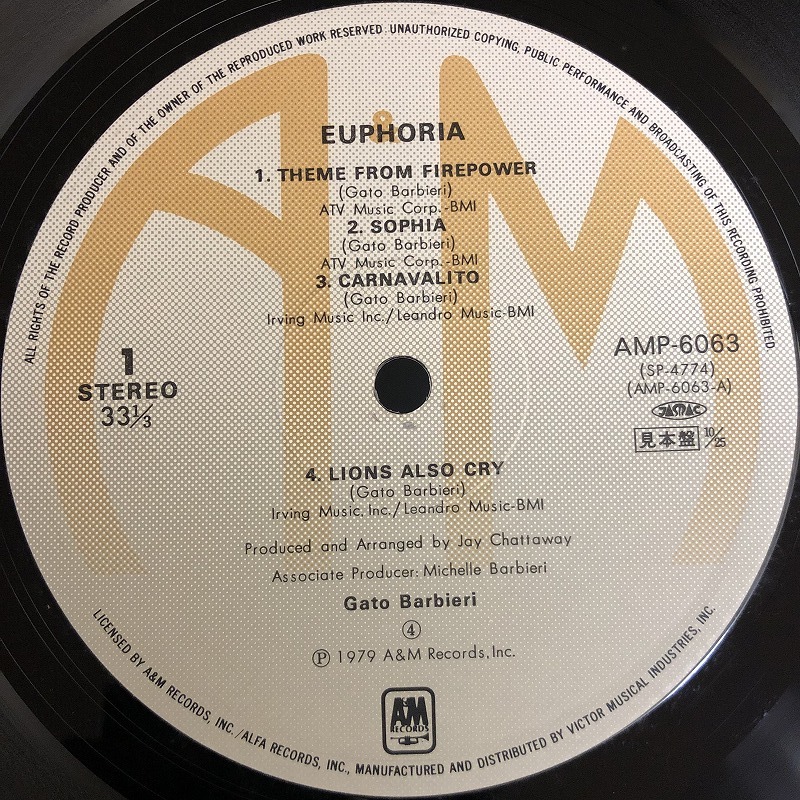 ALL RIGHTS OF THE RECORD PRODUCER AND OF THE OWNER OF THE REPRODUCED WORK RESERVED. UNAUTHORIZED COPYING, PUBLIC PERFORMANCE AND BROADCASTING OF THIS RECORDING PROHIBITED
EUPHORIA
1. THEME FROM FIREPOWER
(Gato Barbieri)
ATV Music Corp.-BMI
2. SOPHIA
(Gato Barbieri)
ATV Music Corp.-BMI
3. CARNAVALITO
(Gato Barbieri)
Irving Music Inc./Leandro Music-BMI
1
STEREO
33⅓
AMP-6063
(SP-4774)
(AMP-6063-A)
JASRAC
見本盤 10/25
4. LIONS ALSO CRY
(Gato Barbieri)
Irving Music, Inc./Leandro Music-BMI
Produced and Arranged by Jay Chattaway
Associate Producer: Michelle Barbieri
Gato Barbieri
④
Ⓟ 1979 A&M Records, Inc.
A&M
RECORDS
LICENSED BY A&M RECORDS, INC./ALFA RECORDS, INC., MANUFACTURED AND DISTRIBUTED BY VICTOR MUSICAL INDUSTRIES, INC.